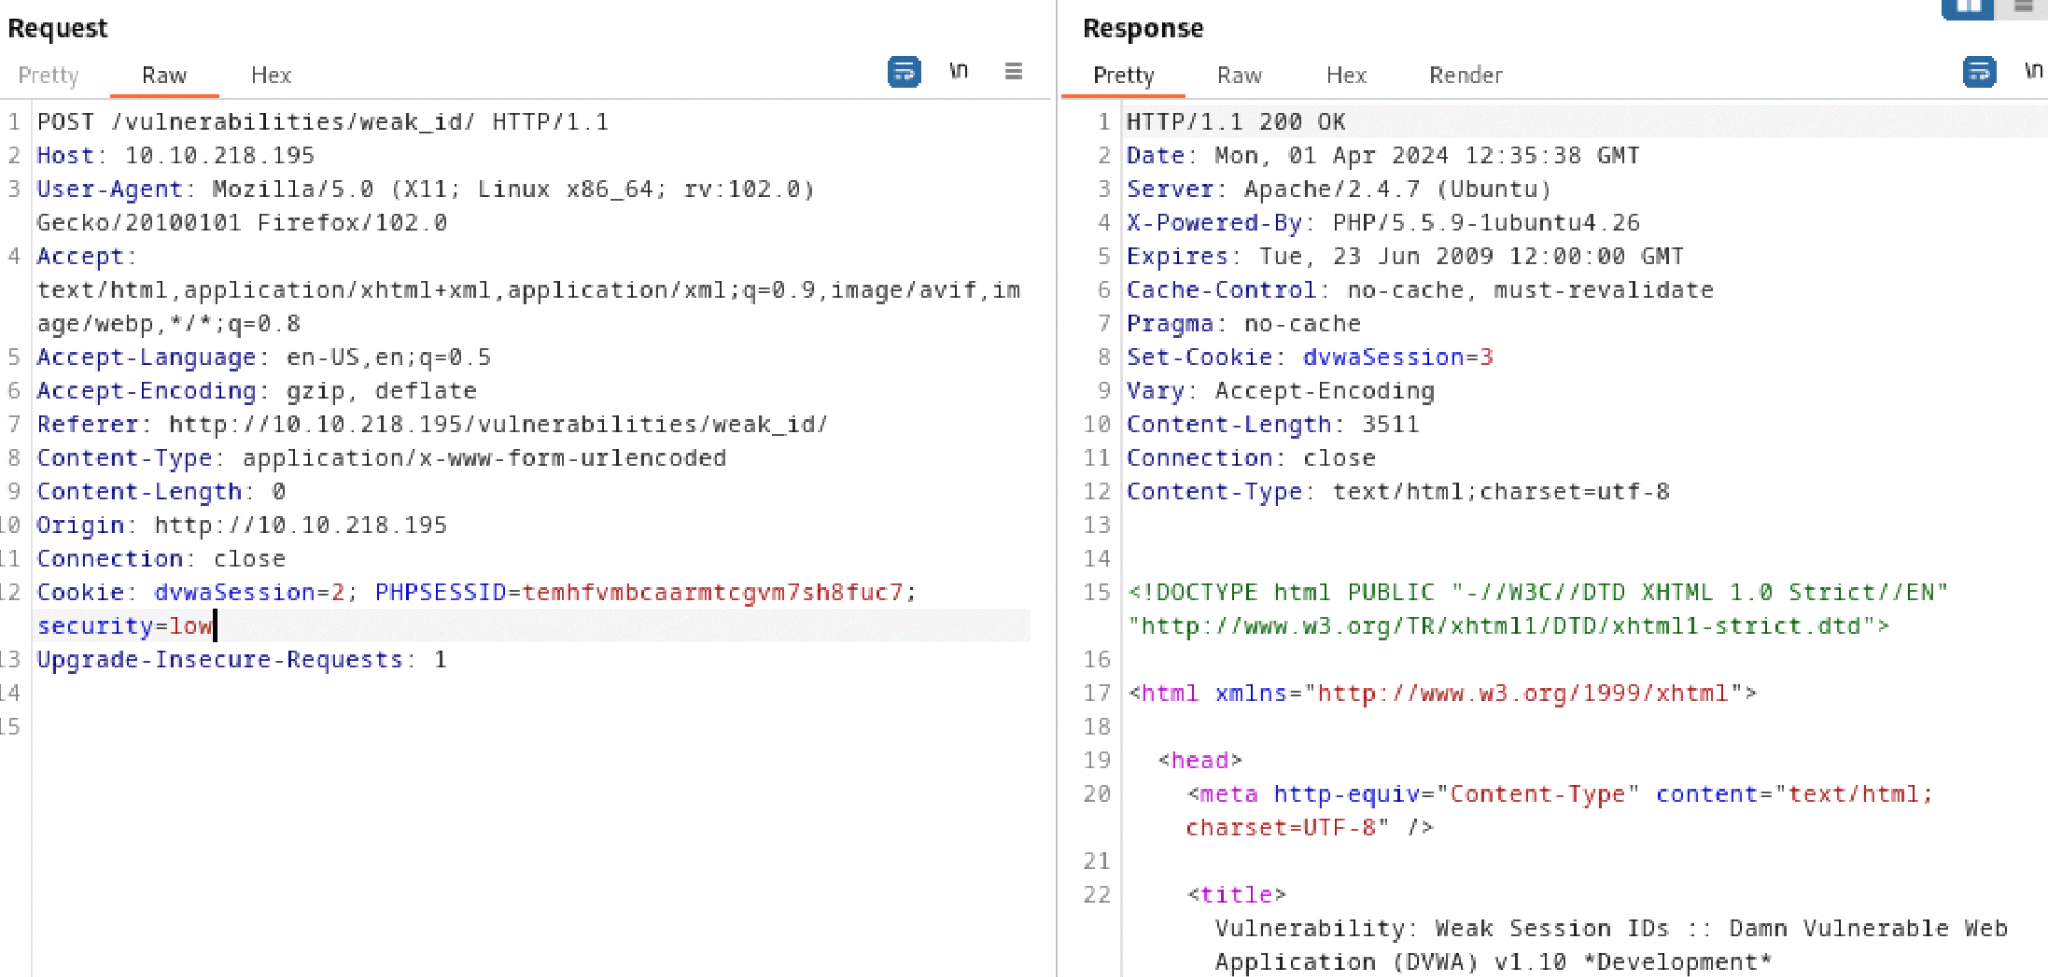 Request
Pretty Raw Hex \n
1 POST /vulnerabilities/weak_id/ HTTP/1.1
2 Host: 10.10.218.195
3 User-Agent: Mozilla/5.0 (X11; Linux x86_64; rv:102.0)
Gecko/20100101 Firefox/102.0
4 Accept:
text/html,application/xhtml+xml,application/xml;q=0.9,image/avif,im
age/webp,*/*;q=0.8
5 Accept-Language: en-US,en;q=0.5
6 Accept-Encoding: gzip, deflate
7 Referer: http://10.10.218.195/vulnerabilities/weak_id/
8 Content-Type: application/x-www-form-urlencoded
9 Content-Length: 0
10 Origin: http://10.10.218.195
11 Connection: close
12 Cookie: dvwaSession=2; PHPSESSID=temhfvmbcaarmtcgvm7sh8fuc7;
security=low
13 Upgrade-Insecure-Requests: 1
14
15
Response
Pretty Raw Hex Render \n
1 HTTP/1.1 200 OK
2 Date: Mon, 01 Apr 2024 12:35:38 GMT
3 Server: Apache/2.4.7 (Ubuntu)
4 X-Powered-By: PHP/5.5.9-1ubuntu4.26
5 Expires: Tue, 23 Jun 2009 12:00:00 GMT
6 Cache-Control: no-cache, must-revalidate
7 Pragma: no-cache
8 Set-Cookie: dvwaSession=3
9 Vary: Accept-Encoding
10 Content-Length: 3511
11 Connection: close
12 Content-Type: text/html;charset=utf-8
13
14
15 <!DOCTYPE html PUBLIC "-//W3C//DTD XHTML 1.0 Strict//EN"
"http://www.w3.org/TR/xhtml1/DTD/xhtml1-strict.dtd">
16
17 <html xmlns="http://www.w3.org/1999/xhtml">
18
19 <head>
20 <meta http-equiv="Content-Type" content="text/html;
charset=UTF-8" />
21
22 <title>
Vulnerability: Weak Session IDs :: Damn Vulnerable Web
Application (DVWA) v1.10 *Development*